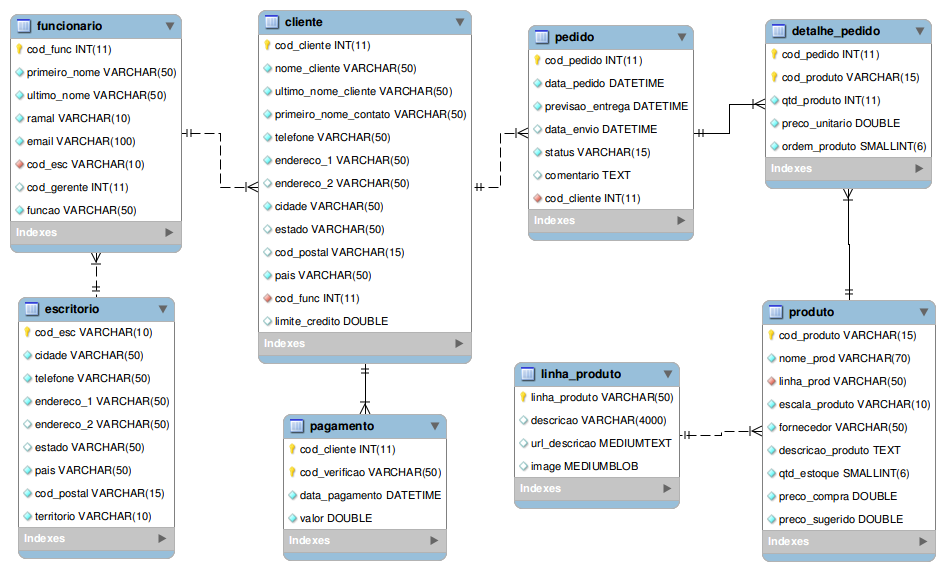 funcionario
cod_func INT(11)
primeiro_nome VARCHAR(50)
ultimo_nome VARCHAR(50)
ramal VARCHAR(10)
email VARCHAR(100)
cod_esc VARCHAR(10)
cod_gerente INT(11)
funcao VARCHAR(50)
Indexes
escritorio
cod_esc VARCHAR(10)
cidade VARCHAR(50)
telefone VARCHAR(50)
endereco_1 VARCHAR(50)
endereco_2 VARCHAR(50)
estado VARCHAR(50)
pais VARCHAR(50)
cod_postal VARCHAR(15)
territorio VARCHAR(10)
Indexes
cliente
cod_cliente INT(11)
nome_cliente VARCHAR(50)
ultimo_nome_cliente VARCHAR(50)
primeiro_nome_contato VARCHAR(50)
telefone VARCHAR(50)
endereco_1 VARCHAR(50)
endereco_2 VARCHAR(50)
cidade VARCHAR(50)
estado VARCHAR(50)
cod_postal VARCHAR(15)
pais VARCHAR(50)
cod_func INT(11)
limite_credito DOUBLE
Indexes
pagamento
cod_cliente INT(11)
cod_verificao VARCHAR(50)
data_pagamento DATETIME
valor DOUBLE
Indexes
pedido
cod_pedido INT(11)
data_pedido DATETIME
previsao_entrega DATETIME
data_envio DATETIME
status VARCHAR(15)
comentario TEXT
cod_cliente INT(11)
Indexes
linha_produto
linha_produto VARCHAR(50)
descricao VARCHAR(4000)
url_descricao MEDIUMTEXT
image MEDIUMBLOB
Indexes
detalhe_pedido
cod_pedido INT(11)
cod_produto VARCHAR(15)
qtd_produto INT(11)
preco_unitario DOUBLE
ordem_produto SMALLINT(6)
Indexes
produto
cod_produto VARCHAR(15)
nome_prod VARCHAR(70)
linha_prod VARCHAR(50)
escala_produto VARCHAR(10)
fornecedor VARCHAR(50)
descricao_produto TEXT
qtd_estoque SMALLINT(6)
preco_compra DOUBLE
preco_sugerido DOUBLE
Indexes